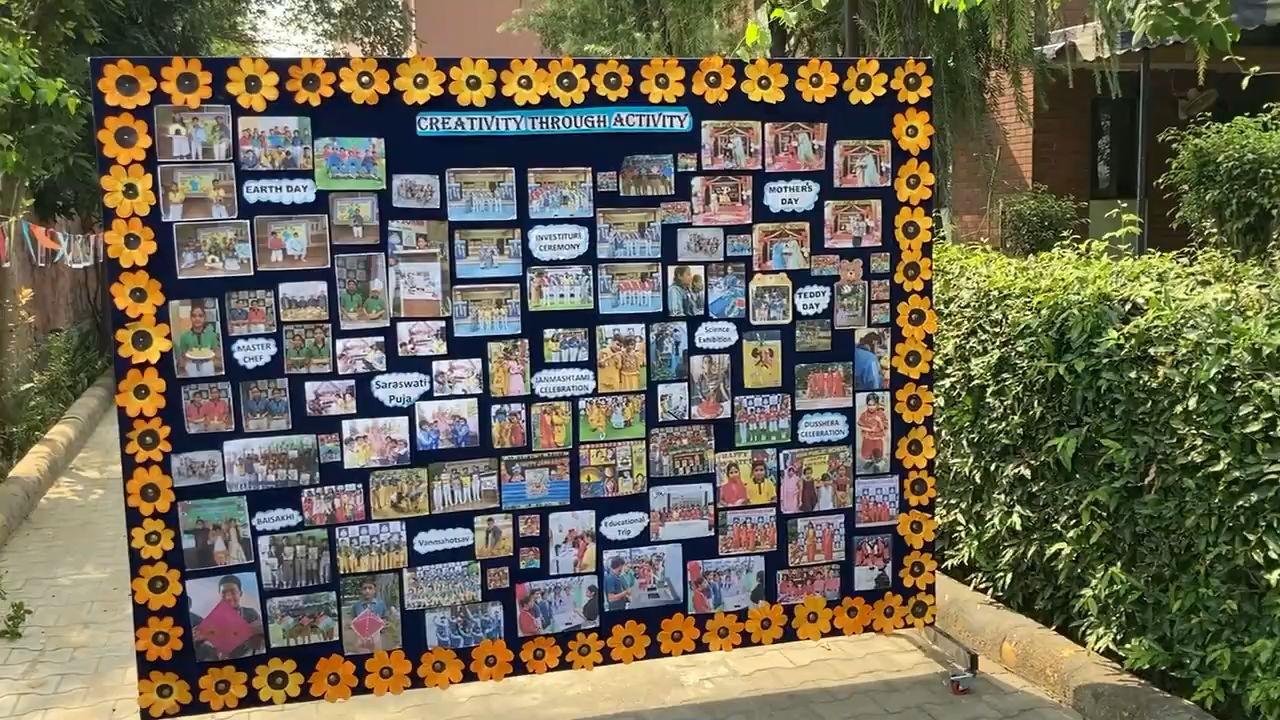 CREATIVITY THROUGH ACTIVITY
EARTH DAY
MOTHER'S
DAY
INVESTITURE
CEREMONY
TEDDY
DAY
MASTER
CHEF
Science
Exhibition
Saraswati
Puja
JANMASHTAMI
CELEBRATION
DUSSHERA
CELEBRATION
HAPPY
BAISAKHI
Vanmahotsav
Educational
Trip